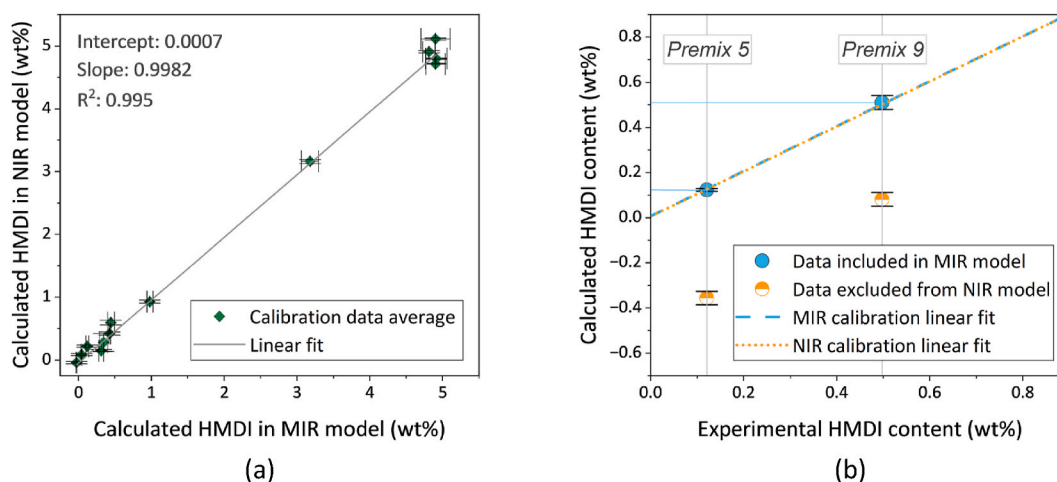 Intercept: 0.0007
Slope: 0.9982
R²: 0.995
5
4
3
2
1
0
Calculated HMDI in NIR model (wt%)
Calibration data average
Linear fit
0 1 2 3 4 5
Calculated HMDI in MIR model (wt%)
(a)
Premix 5 Premix 9
0.8
0.6
0.4
0.2
0.0
−0.2
−0.4
−0.6
Calculated HMDI content (wt%)
Data included in MIR model
Data excluded from NIR model
MIR calibration linear fit
NIR calibration linear fit
0.0 0.2 0.4 0.6 0.8
Experimental HMDI content (wt%)
(b)